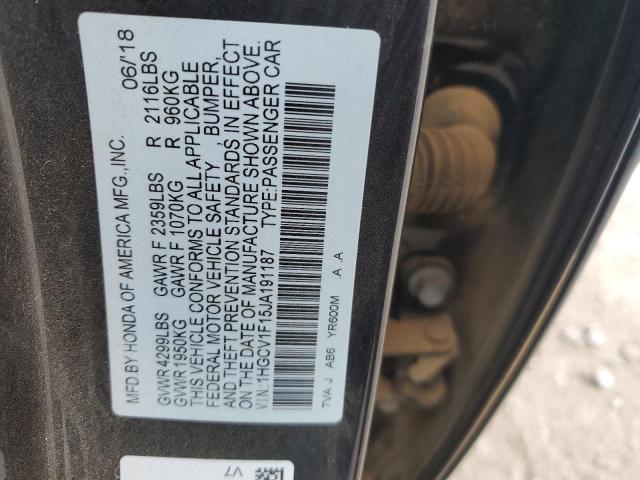 MFD BY HONDA OF AMERICA MFG.,INC. 06/'18
GVWR 4299LBS GAWR F 2359LBS R 2116LBS
GVWR 1950KG GAWR F 1070KG R 960KG
THIS VEHICLE CONFORMS TO ALL APPLICABLE
FEDERAL MOTOR VEHICLE SAFETY , BUMPER,
AND THEFT PREVENTION STANDARDS IN EFFECT
ON THE DATE OF MANUFACTURE SHOWN ABOVE.
V.I.N.:1HGCV1F15JA191187 TYPE:PASSENGER CAR
TVA J AB6 YR600M .A .A
V7